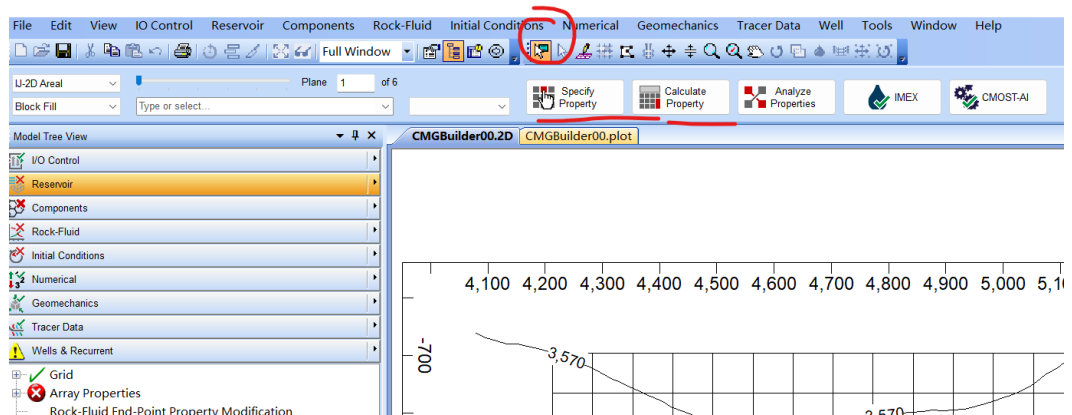 File Edit View IO Control Reservoir Components Rock-Fluid Initial Conditions Numerical Geomechanics Tracer Data Well Tools Window Help
Full Window
IJ-2D Areal Plane 1 of 6
Block Fill Type or select...
Specify Property
Calculate Property
Analyze Properties
IMEX
CMOST-AI
Model Tree View
CMGBuilder00.2D CMGBuilder00.plot
I/O Control
Reservoir
Components
Rock-Fluid
Initial Conditions
Numerical
Geomechanics
Tracer Data
Wells & Recurrent
Grid
Array Properties
Rock-Fluid End-Point Property Modification
4,100 4,200 4,300 4,400 4,500 4,600 4,700 4,800 4,900 5,000
-700
3,570